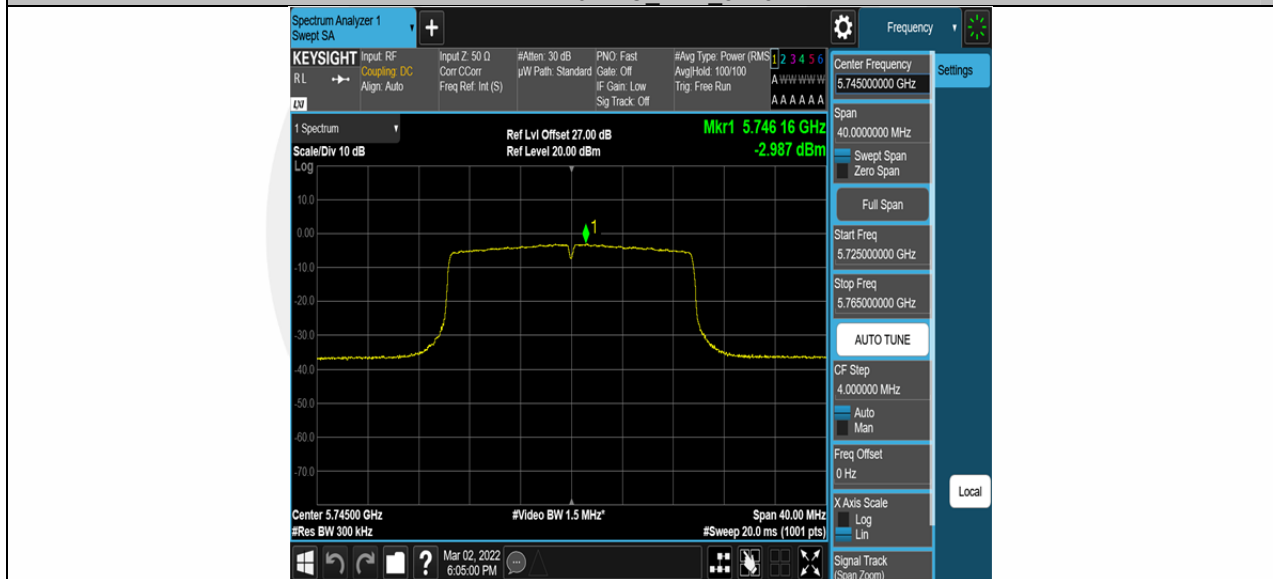 Spectrum Analyzer 1
Swept SA
+
Frequency
KEYSIGHT
RL
LXI
Input: RF
Coupling: DC
Align: Auto
Input Z: 50 Ω
Corr CCorr
Freq Ref: Int (S)
#Atten: 30 dB
µW Path: Standard
PNO: Fast
Gate: Off
IF Gain: Low
Sig Track: Off
#Avg Type: Power (RMS
Avg|Hold: 100/100
Trig: Free Run
1 2 3 4 5 6
A W W W W W
A A A A A A
Center Frequency
5.745000000 GHz
Settings
Span
40.0000000 MHz
Swept Span
Zero Span
Full Span
Start Freq
5.725000000 GHz
Stop Freq
5.765000000 GHz
AUTO TUNE
CF Step
4.000000 MHz
Auto
Man
Freq Offset
0 Hz
X Axis Scale
Log
Lin
Local
Signal Track
(Span Zoom)
1 Spectrum
Scale/Div 10 dB
Log
Ref Lvl Offset 27.00 dB
Ref Level 20.00 dBm
Mkr1 5.746 16 GHz
-2.987 dBm
1
10.0
0.00
-10.0
-20.0
-30.0
-40.0
-50.0
-60.0
-70.0
Center 5.74500 GHz
#Res BW 300 kHz
#Video BW 1.5 MHz*
Span 40.00 MHz
#Sweep 20.0 ms (1001 pts)
?
Mar 02, 2022
6:05:00 PM